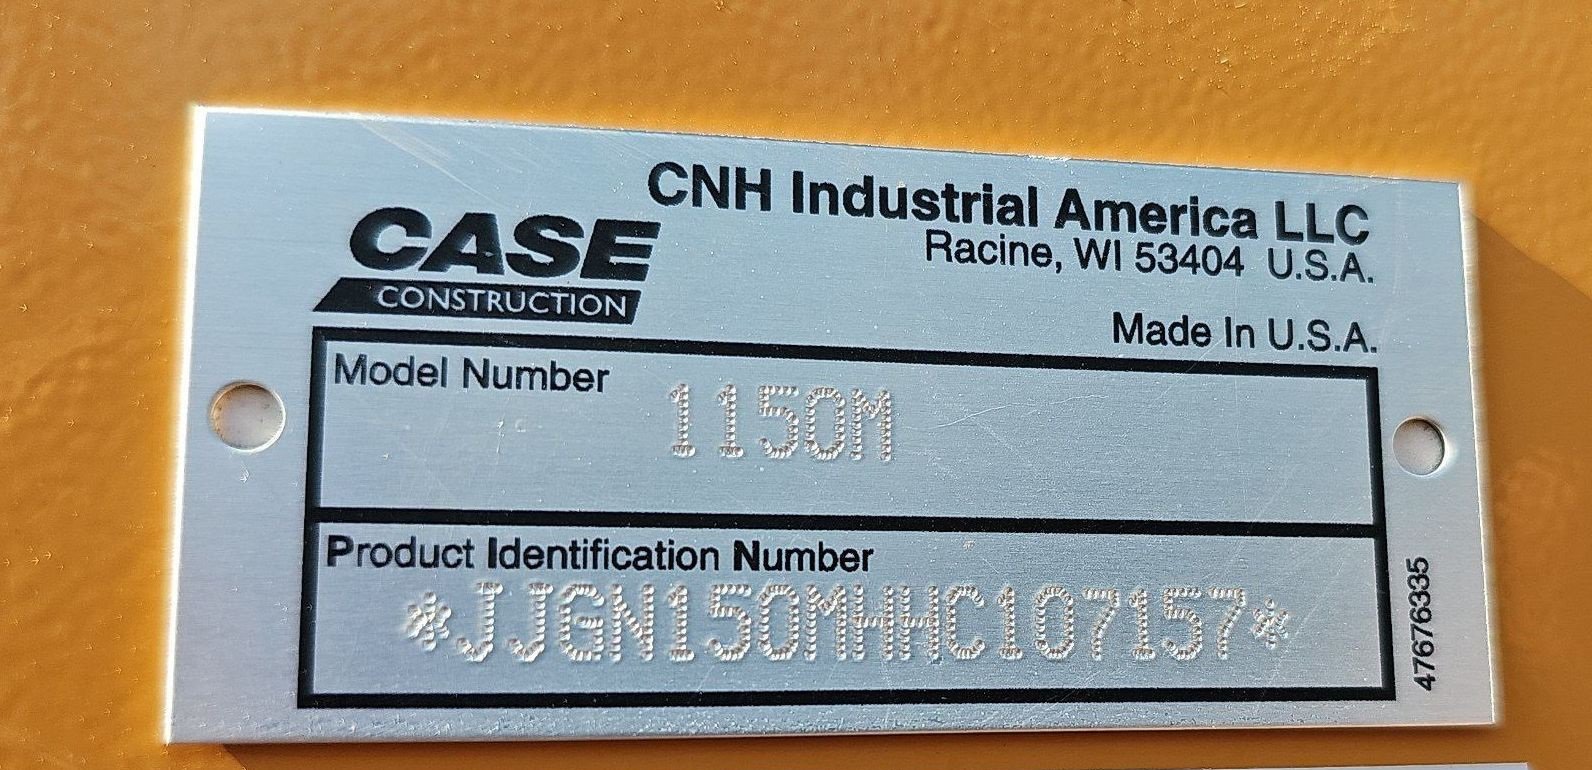 CNH Industrial America LLC
Racine, WI 53404 U.S.A.
CASE
CONSTRUCTION
Made In U.S.A.
Model Number
1150M
Product Identification Number
*JJGN150MHHC107157*
47676335